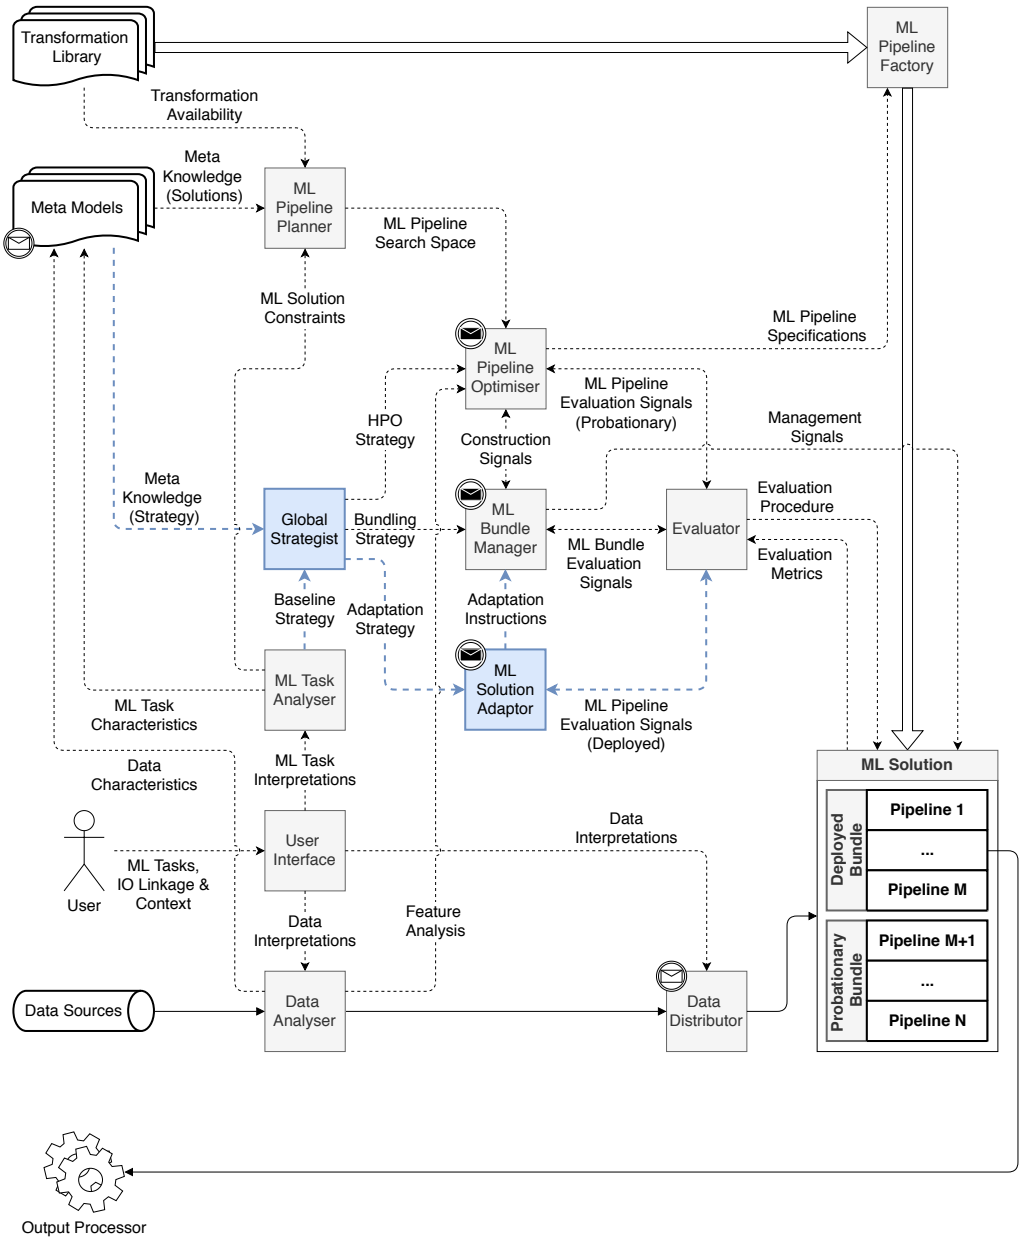 Transformation
Library
ML
Pipeline
Factory
Transformation
Availability
Meta
Knowledge
(Solutions)
Meta Models
ML
Pipeline
Planner
ML Pipeline
Search Space
ML Solution
Constraints
ML Pipeline
Specifications
ML
Pipeline
Optimiser
ML Pipeline
Evaluation Signals
(Probationary)
HPO
Strategy
Construction
Signals
Management
Signals
Meta
Knowledge
(Strategy)
Global
Strategist
Bundling
Strategy
ML
Bundle
Manager
ML Bundle
Evaluation
Signals
Evaluator
Evaluation
Procedure
Evaluation
Metrics
Baseline
Strategy
Adaptation
Strategy
Adaptation
Instructions
ML Task
Analyser
ML
Solution
Adaptor
ML Pipeline
Evaluation Signals
(Deployed)
ML Task
Characteristics
Data
Characteristics
ML Task
Interpretations
ML Solution
Deployed
Bundle
Pipeline 1
...
Pipeline M
Probationary
Bundle
Pipeline M+1
...
Pipeline N
User
ML Tasks,
IO Linkage &
Context
User
Interface
Data
Interpretations
Data
Interpretations
Feature
Analysis
Data Sources
Data
Analyser
Data
Distributor
Output Processor